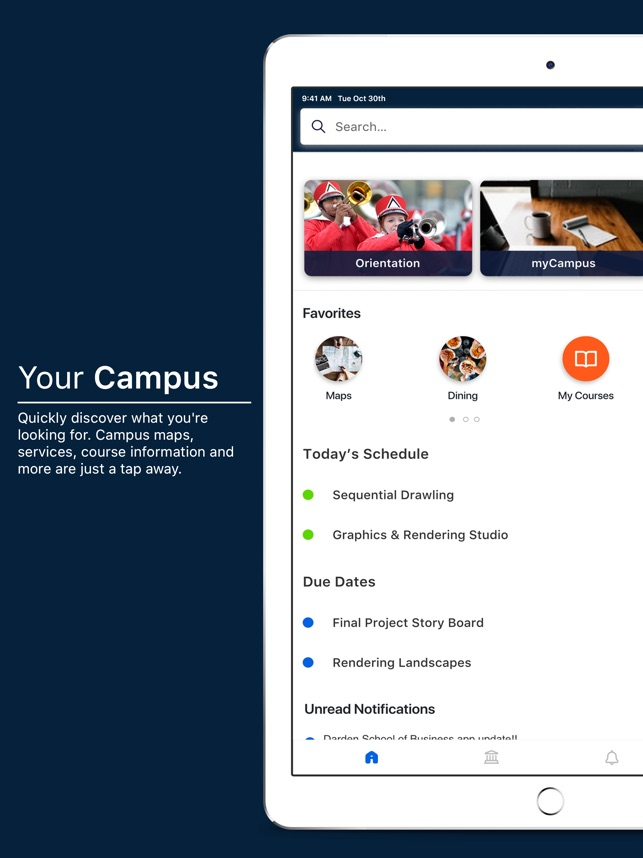 Your Campus
Quickly discover what you're
looking for. Campus maps,
services, course information and
more are just a tap away.
9:41 AM Tue Oct 30th
Search...
Orientation
myCampus
Favorites
Maps
Dining
My Courses
Today's Schedule
Sequential Drawling
Graphics & Rendering Studio
Due Dates
Final Project Story Board
Rendering Landscapes
Unread Notifications
Darden School of Business app update!!